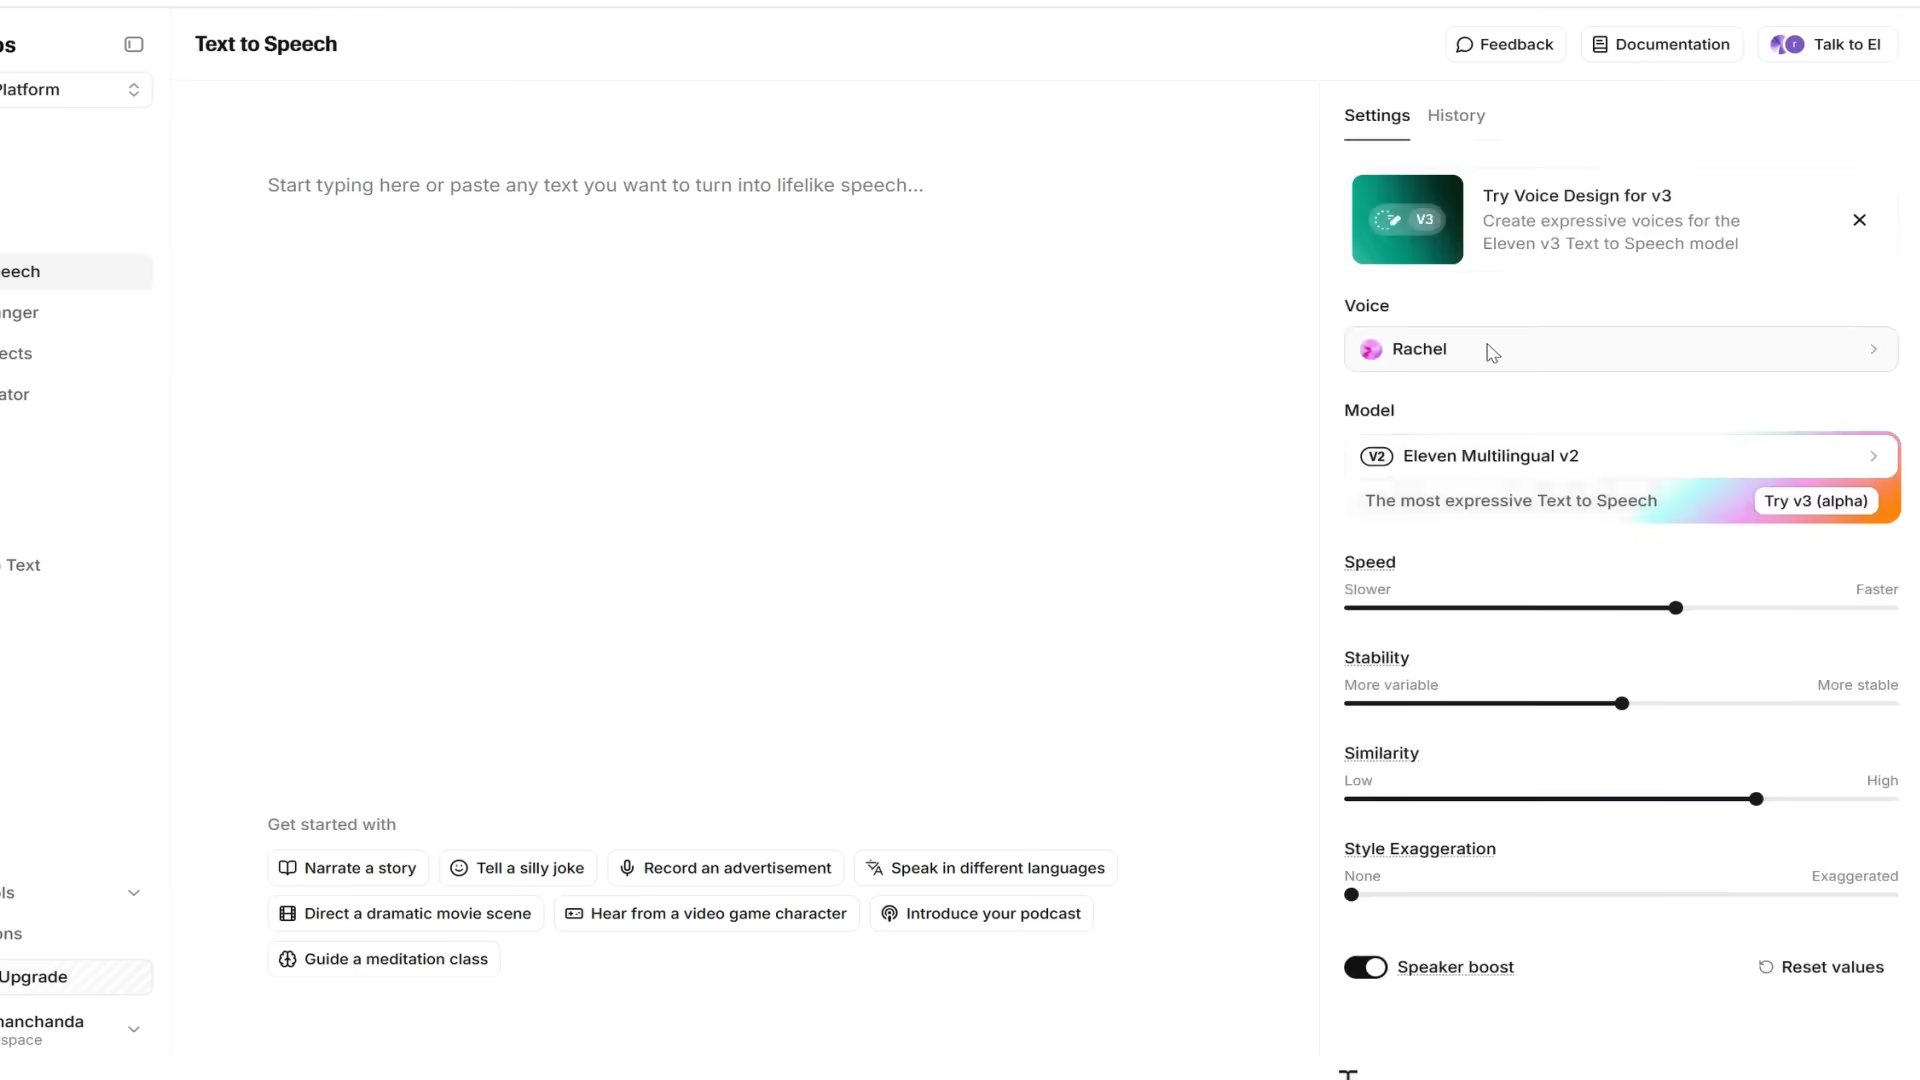 os
Platform
eech
anger
ects
ator
Text
ls
ons
Upgrade
nanchanda
space
Text to Speech
Feedback
Documentation
r
Talk to El
Start typing here or paste any text you want to turn into lifelike speech...
Get started with
Narrate a story
Tell a silly joke
Record an advertisement
Speak in different languages
Direct a dramatic movie scene
Hear from a video game character
Introduce your podcast
Guide a meditation class
Settings
History
V3
Try Voice Design for v3
Create expressive voices for the
Eleven v3 Text to Speech model
Voice
Rachel
Model
V2 Eleven Multilingual v2
The most expressive Text to Speech
Try v3 (alpha)
Speed
Slower
Faster
Stability
More variable
More stable
Similarity
Low
High
Style Exaggeration
None
Exaggerated
Speaker boost
Reset values